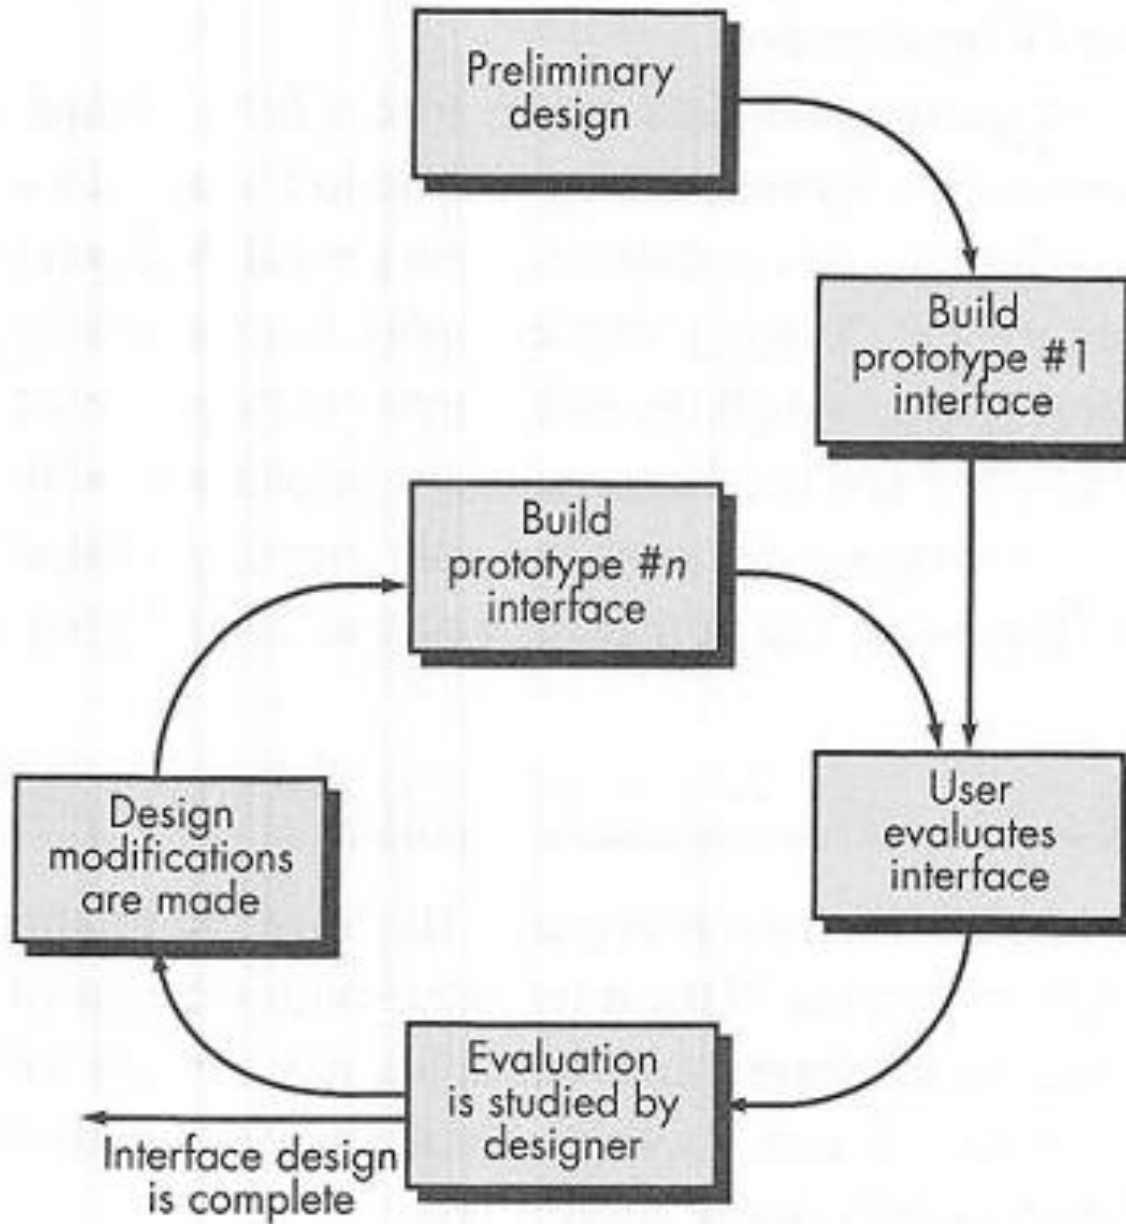 Preliminary
design
Build
prototype #1
interface
Build
prototype #n
interface
Design
modifications
are made
User
evaluates
interface
Evaluation
is studied by
designer
Interface design
is complete